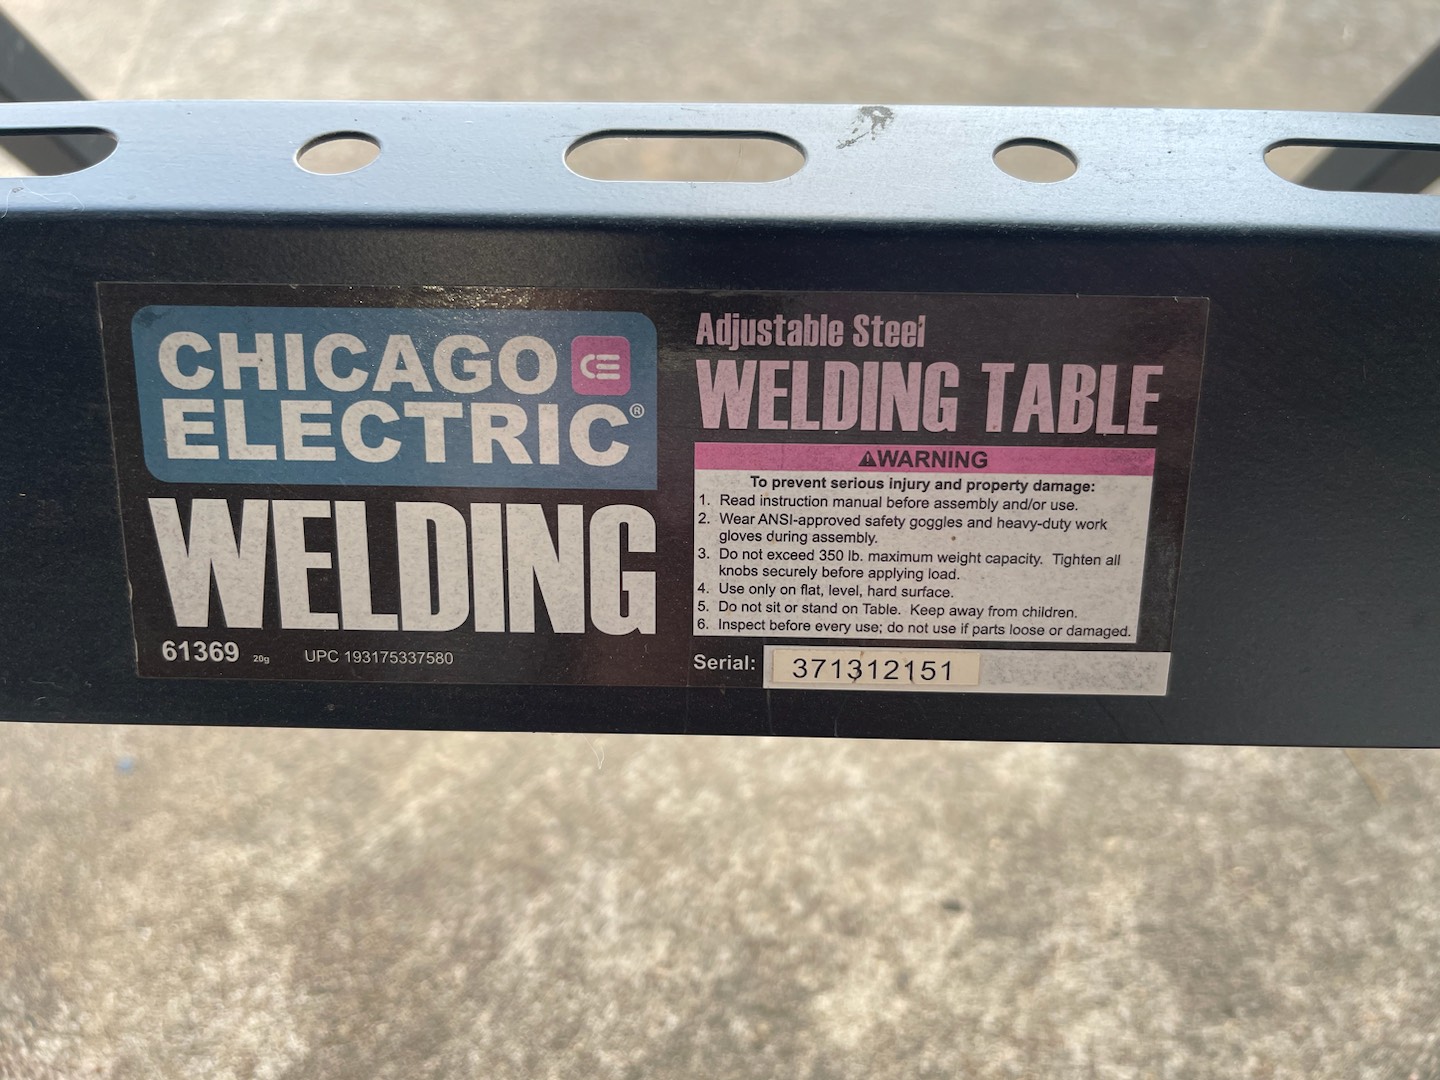 CHICAGO CE
ELECTRIC®
WELDING
61369 20g UPC 193175337580
Adjustable Steel
WELDING TABLE
⚠WARNING
To prevent serious injury and property damage:
1. Read instruction manual before assembly and/or use.
2. Wear ANSI-approved safety goggles and heavy-duty work
gloves during assembly.
3. Do not exceed 350 lb. maximum weight capacity. Tighten all
knobs securely before applying load.
4. Use only on flat, level, hard surface.
5. Do not sit or stand on Table. Keep away from children.
6. Inspect before every use; do not use if parts loose or damaged.
Serial: 371312151